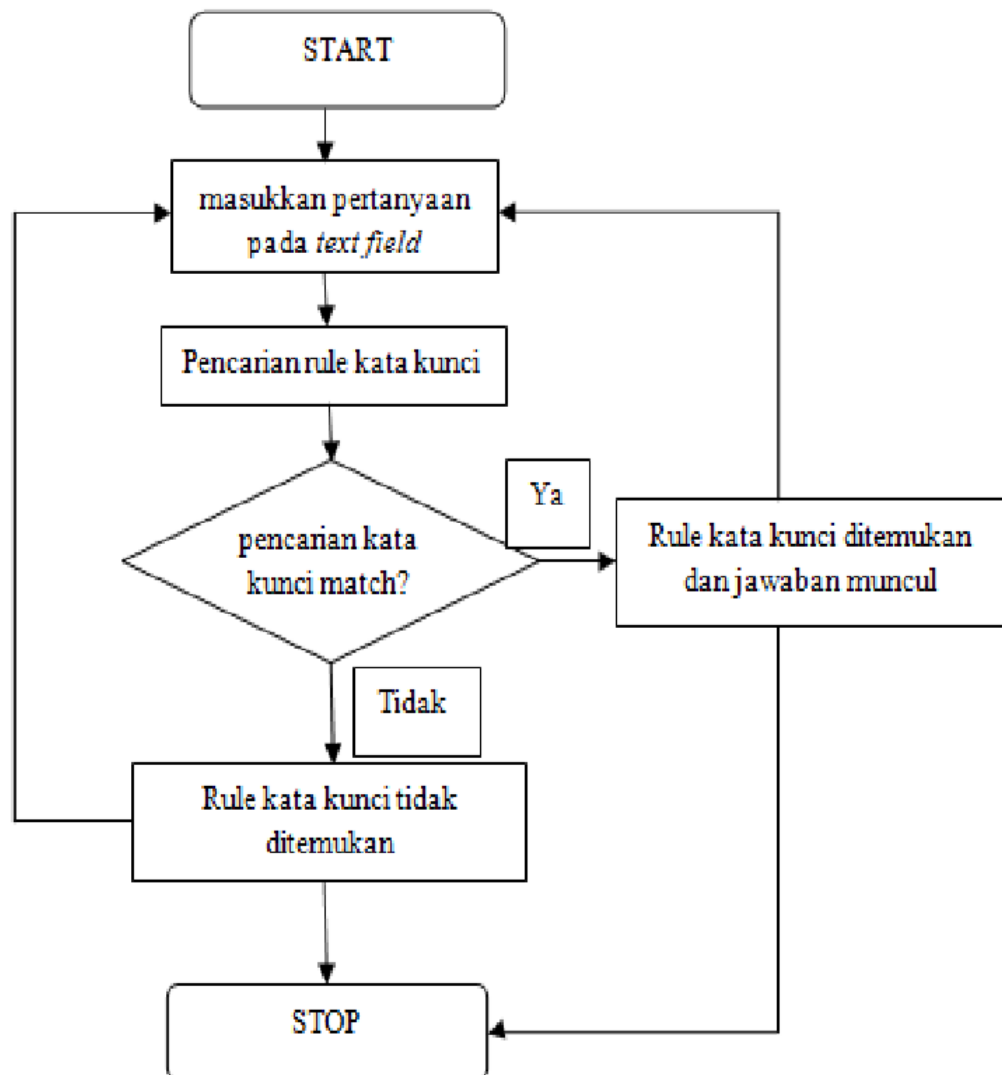 START
masukkan pertanyaan
pada text field
Pencarian rule kata kunci
Ya
pencarian kata
kunci match?
Rule kata kunci ditemukan
dan jawaban muncul
Tidak
Rule kata kunci tidak
ditemukan
STOP